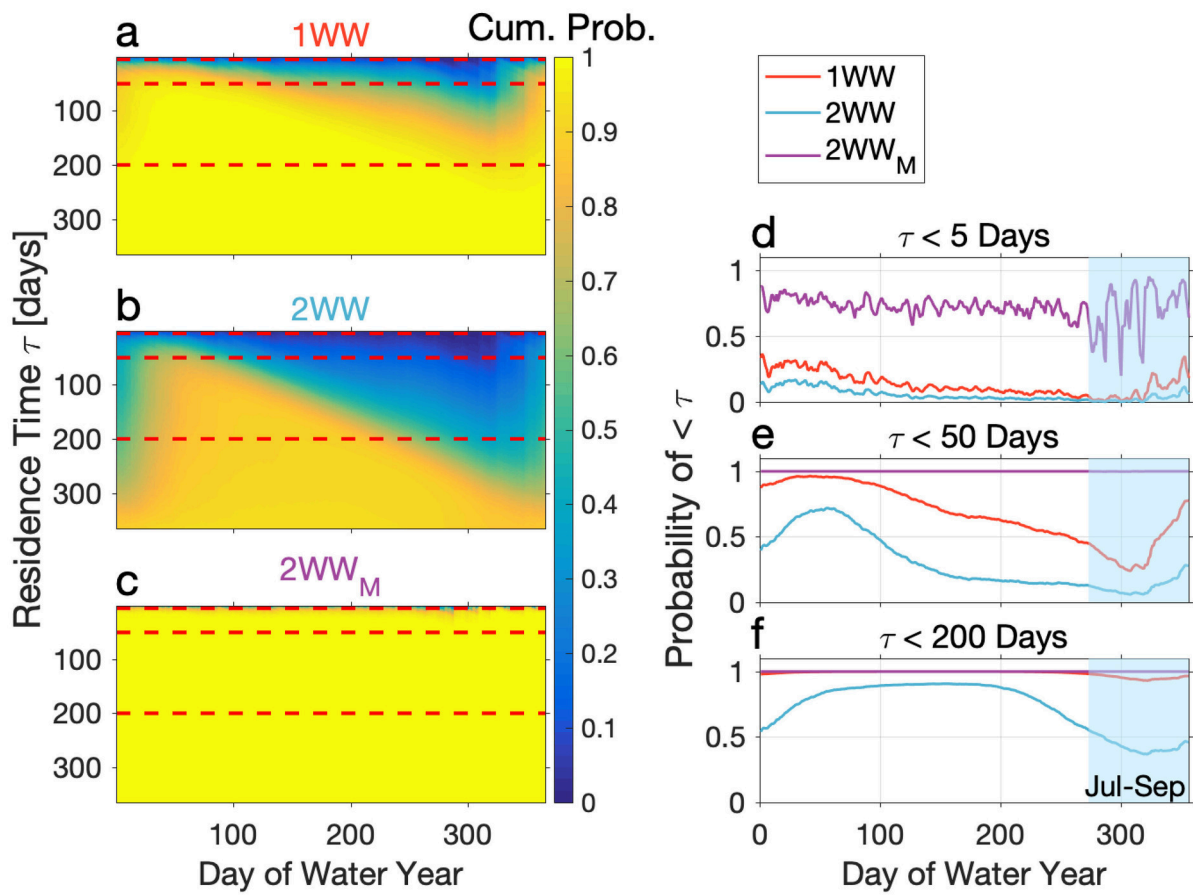 a
1WW
Cum. Prob.
100
200
300
b
2WW
100
200
300
c
2WW_M
100
200
300
100
200
300
Residence Time τ [days]
Day of Water Year
1
0.9
0.8
0.7
0.6
0.5
0.4
0.3
0.2
0.1
0
1WW
2WW
2WW_M
d
τ < 5 Days
1
0.5
0
e
τ < 50 Days
1
0.5
0
f
τ < 200 Days
1
0.5
0
Jul-Sep
0
100
200
300
Probability of < τ
Day of Water Year